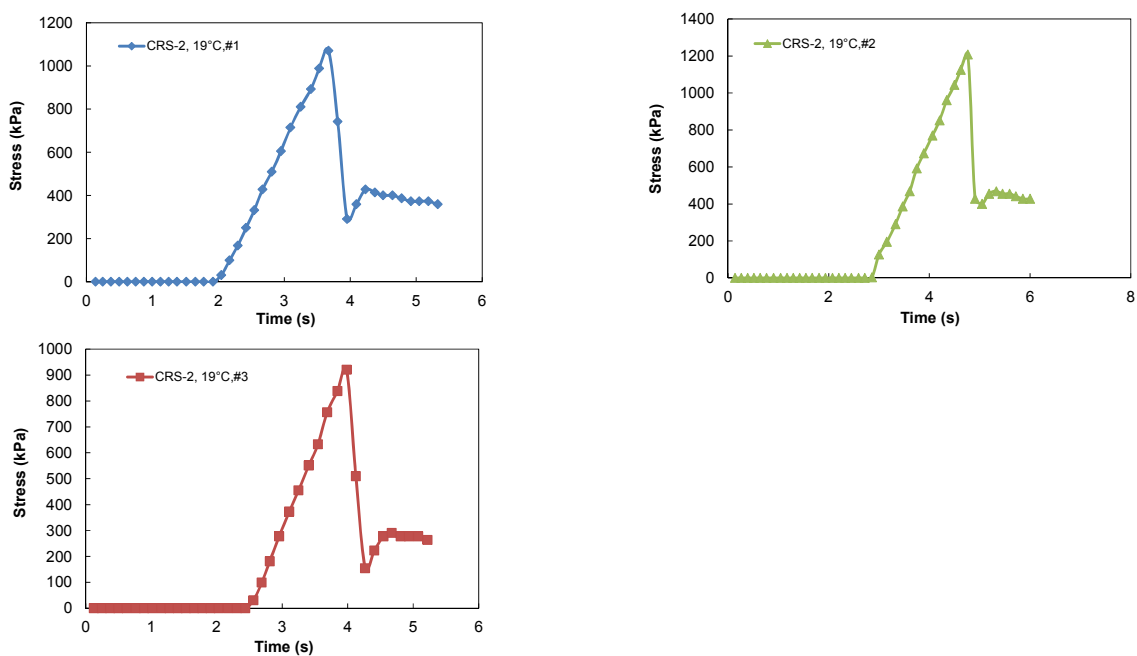 1200
1000
800
600
400
200
0
Stress (kPa)
CRS-2, 19°C,#1
0 1 2 3 4 5 6
Time (s)
1400
1200
1000
800
600
400
200
0
Stress (kPa)
CRS-2, 19°C,#2
0 2 4 6 8
Time (s)
1000
900
800
700
600
500
400
300
200
100
0
Stress (kPa)
CRS-2, 19°C,#3
0 1 2 3 4 5 6
Time (s)